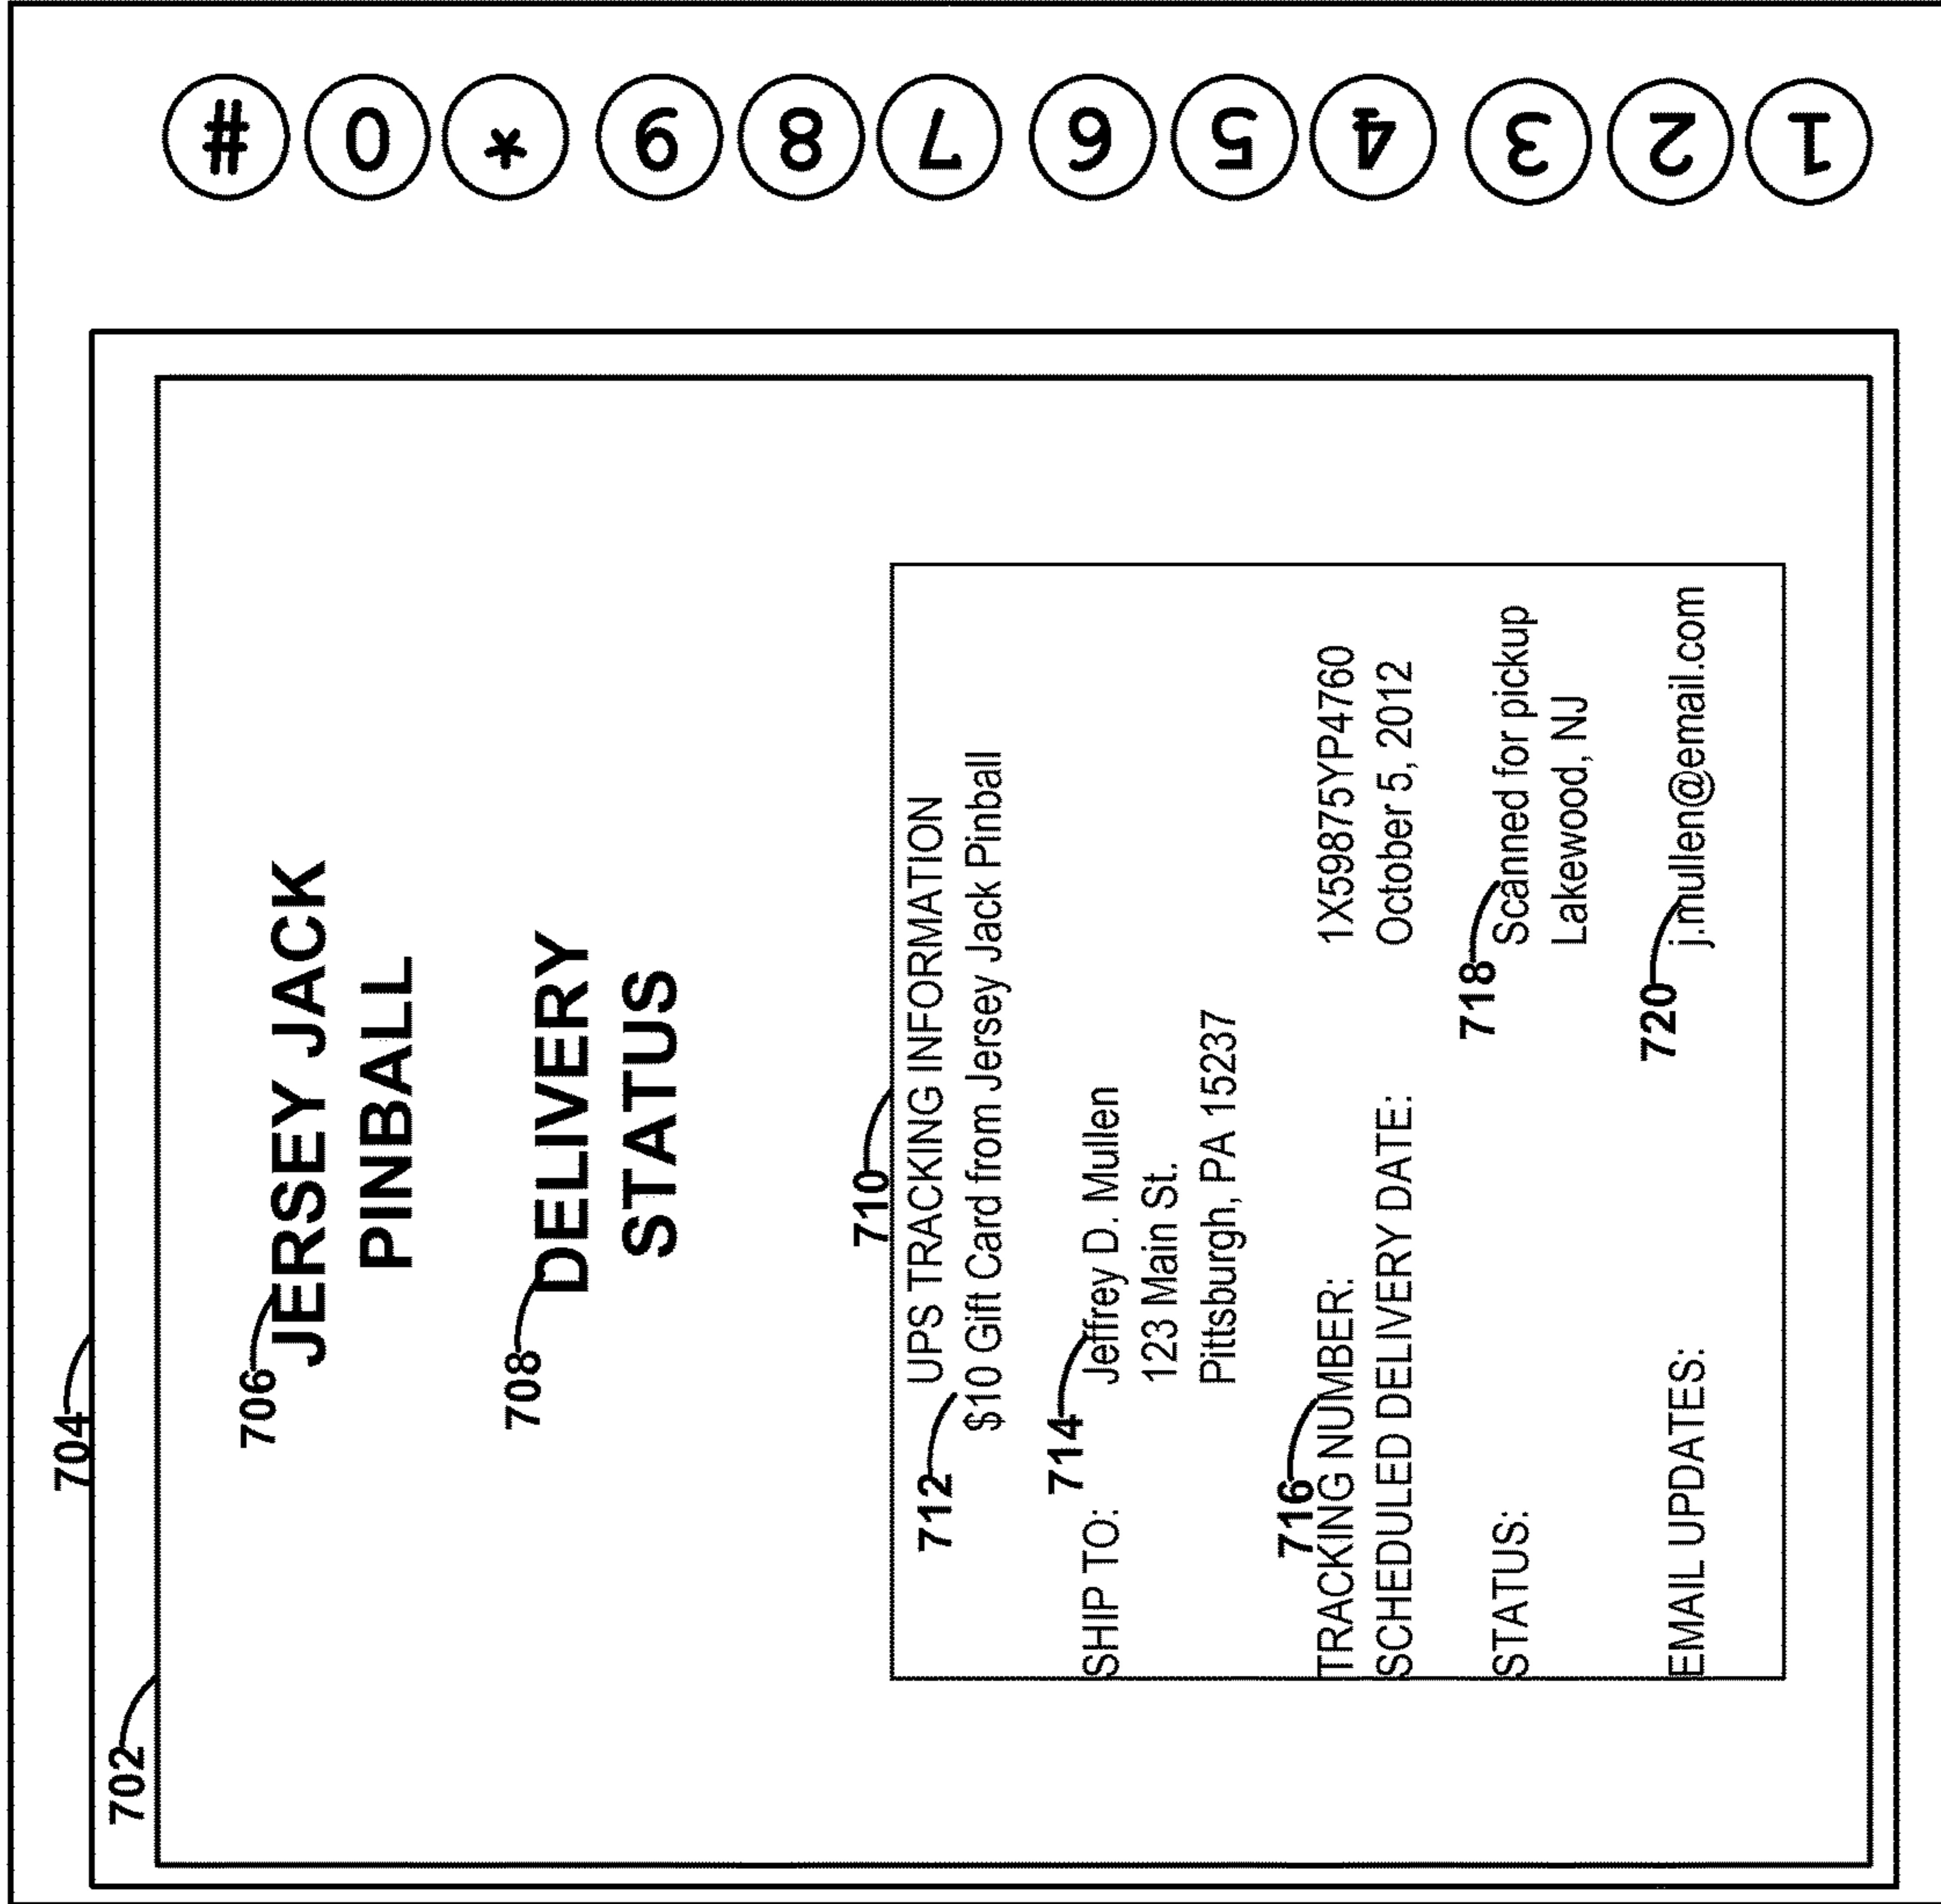 704
702
706
JERSEY JACK
PINBALL
708
DELIVERY
STATUS
710
UPS TRACKING INFORMATION
712
$10 Gift Card from Jersey Jack Pinball
714
SHIP TO: Jeffrey D. Mullen
123 Main St.
Pittsburgh, PA 15237
716
TRACKING NUMBER: 1X59875YP4760
SCHEDULED DELIVERY DATE: October 5, 2012
718
STATUS: Scanned for pickup
Lakewood, NJ
720
EMAIL UPDATES: j.mullen@email.com
1
2
3
4
5
6
7
8
9
*
0
#